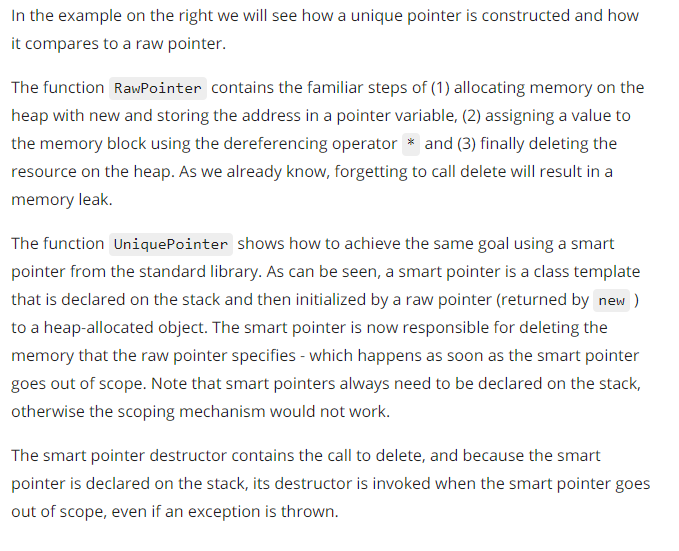 In the example on the right we will see how a unique pointer is constructed and how
it compares to a raw pointer.
The function RawPointer contains the familiar steps of (1) allocating memory on the
heap with new and storing the address in a pointer variable, (2) assigning a value to
the memory block using the dereferencing operator * and (3) finally deleting the
resource on the heap. As we already know, forgetting to call delete will result in a
memory leak.
The function UniquePointer shows how to achieve the same goal using a smart
pointer from the standard library. As can be seen, a smart pointer is a class template
that is declared on the stack and then initialized by a raw pointer (returned by new )
to a heap-allocated object. The smart pointer is now responsible for deleting the
memory that the raw pointer specifies - which happens as soon as the smart pointer
goes out of scope. Note that smart pointers always need to be declared on the stack,
otherwise the scoping mechanism would not work.
The smart pointer destructor contains the call to delete, and because the smart
pointer is declared on the stack, its destructor is invoked when the smart pointer goes
out of scope, even if an exception is thrown.